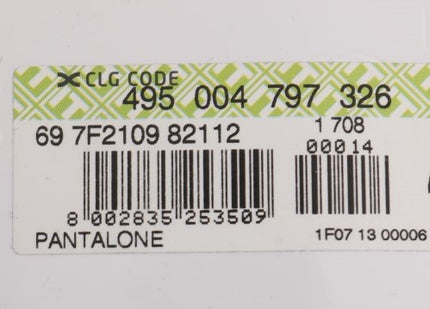 CLG CODE
495 004 797 326
69 7F2109 82112
1 708
00014
8 002835 253509
PANTALONE
1F07 13 00006